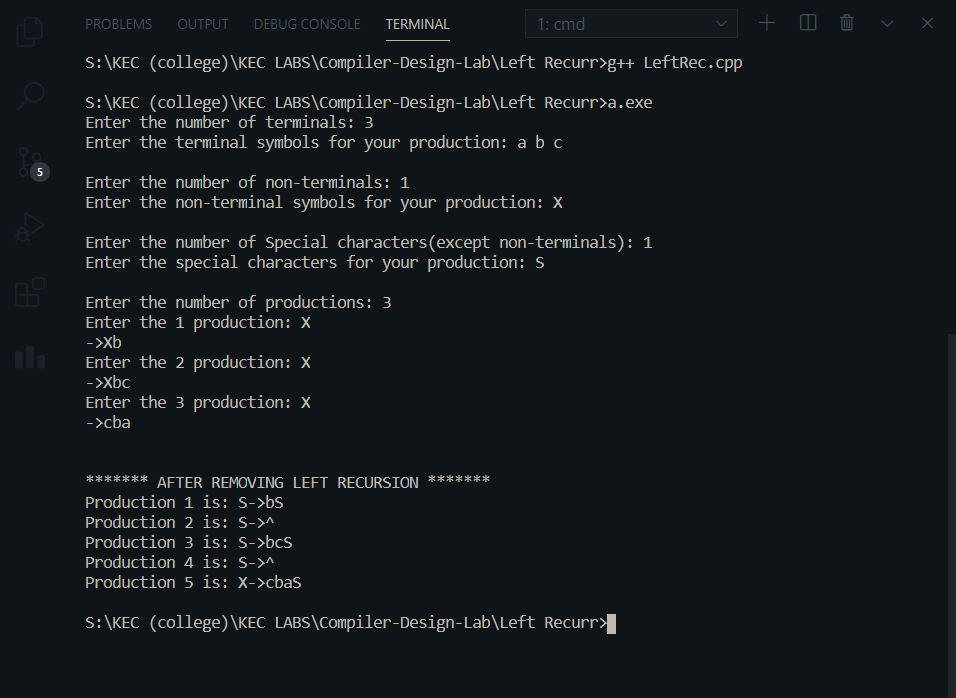 PROBLEMS OUTPUT DEBUG CONSOLE TERMINAL 1: cmd
S:\KEC (college)\KEC LABS\Compiler-Design-Lab\Left Recurr>g++ LeftRec.cpp
S:\KEC (college)\KEC LABS\Compiler-Design-Lab\Left Recurr>a.exe
Enter the number of terminals: 3
Enter the terminal symbols for your production: a b c
5
Enter the number of non-terminals: 1
Enter the non-terminal symbols for your production: X
Enter the number of Special characters(except non-terminals): 1
Enter the special characters for your production: S
Enter the number of productions: 3
Enter the 1 production: X
->Xb
Enter the 2 production: X
->Xbc
Enter the 3 production: X
->cba
******* AFTER REMOVING LEFT RECURSION *******
Production 1 is: S->bS
Production 2 is: S->^
Production 3 is: S->bcS
Production 4 is: S->^
Production 5 is: X->cbaS
S:\KEC (college)\KEC LABS\Compiler-Design-Lab\Left Recurr>